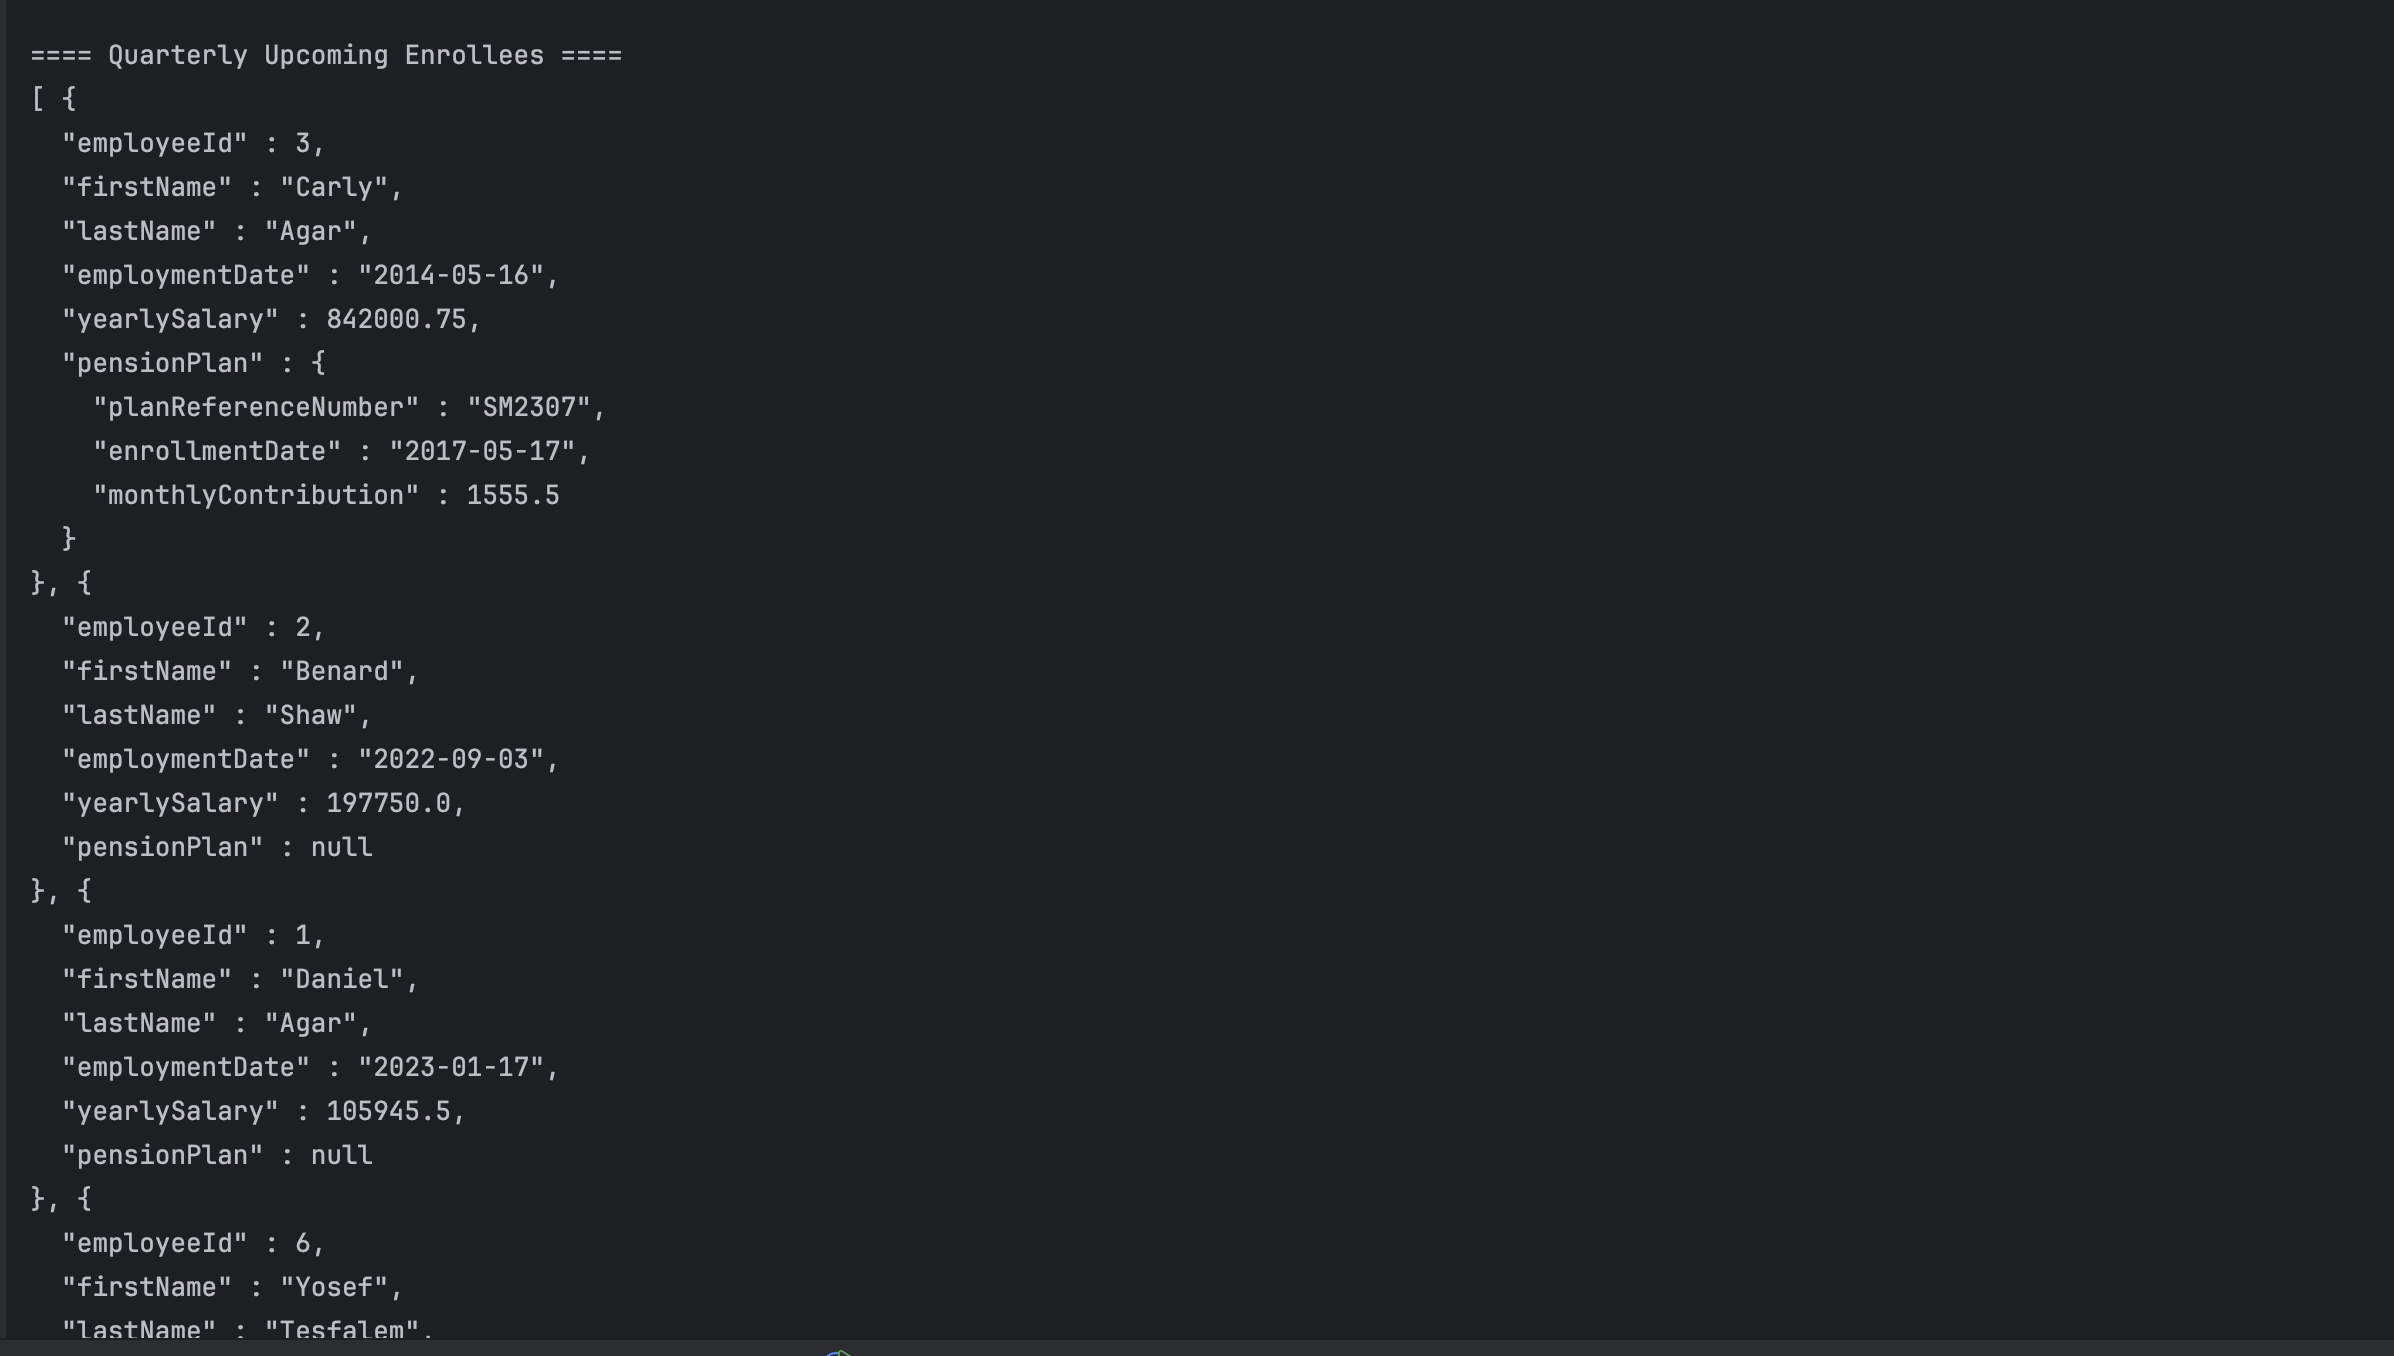 ==== Quarterly Upcoming Enrollees ====
[ {
  "employeeId" : 3,
  "firstName" : "Carly",
  "lastName" : "Agar",
  "employmentDate" : "2014-05-16",
  "yearlySalary" : 842000.75,
  "pensionPlan" : {
    "planReferenceNumber" : "SM2307",
    "enrollmentDate" : "2017-05-17",
    "monthlyContribution" : 1555.5
  }
}, {
  "employeeId" : 2,
  "firstName" : "Benard",
  "lastName" : "Shaw",
  "employmentDate" : "2022-09-03",
  "yearlySalary" : 197750.0,
  "pensionPlan" : null
}, {
  "employeeId" : 1,
  "firstName" : "Daniel",
  "lastName" : "Agar",
  "employmentDate" : "2023-01-17",
  "yearlySalary" : 105945.5,
  "pensionPlan" : null
}, {
  "employeeId" : 6,
  "firstName" : "Yosef",
  "lastName" : "Tesfalem",